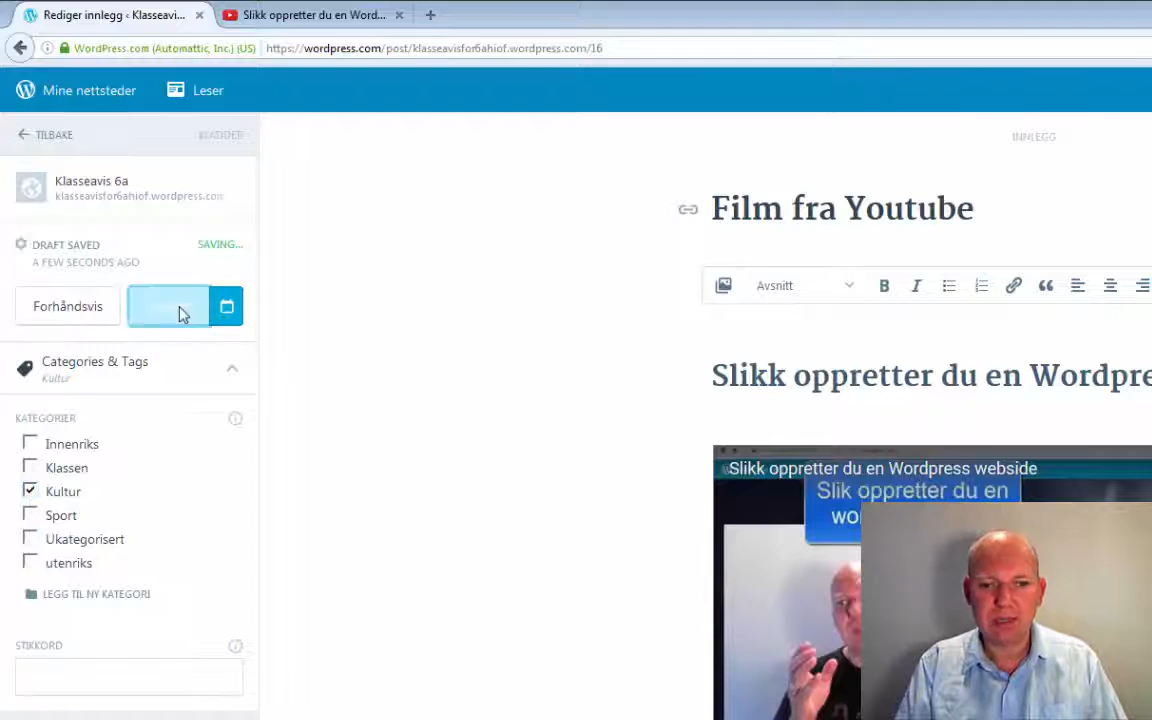 Rediger innlegg ‹ Klasseavi...
Slikk oppretter du en Word...
WordPress.com (Automattic, Inc.) (US)
https://wordpress.com/post/klasseavisfor6ahiof.wordpress.com/16
Mine nettsteder
Leser
TILBAKE
INNLEGG
Klasseavis 6a
klasseavisfor6ahiof.wordpress.com
Film fra Youtube
DRAFT SAVED
SAVING...
A FEW SECONDS AGO
Forhåndsvis
Avsnitt
B I
Categories & Tags
Kultur
Slikk oppretter du en Wordpre
KATEGORIER
Innenriks
Klassen
Kultur
Sport
Ukategorisert
utenriks
LEGG TIL NY KATEGORI
Slikk oppretter du en Wordpress webside
Slik oppretter du en
STIKKORD